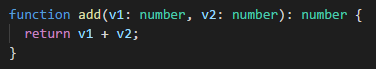 function add(v1: number, v2: number): number {
  return v1 + v2;
}